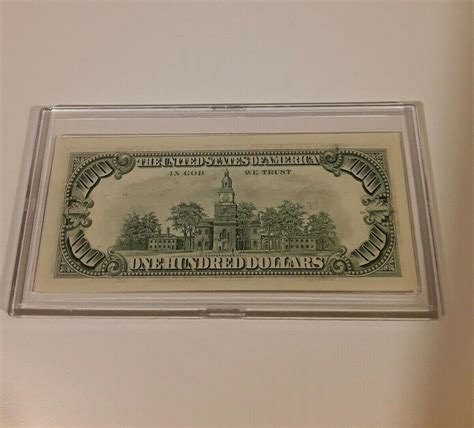 THE UNITED STATES OF AMERICA
IN GOD WE TRUST
100 100
100 100
ONE HUNDRED DOLLARS